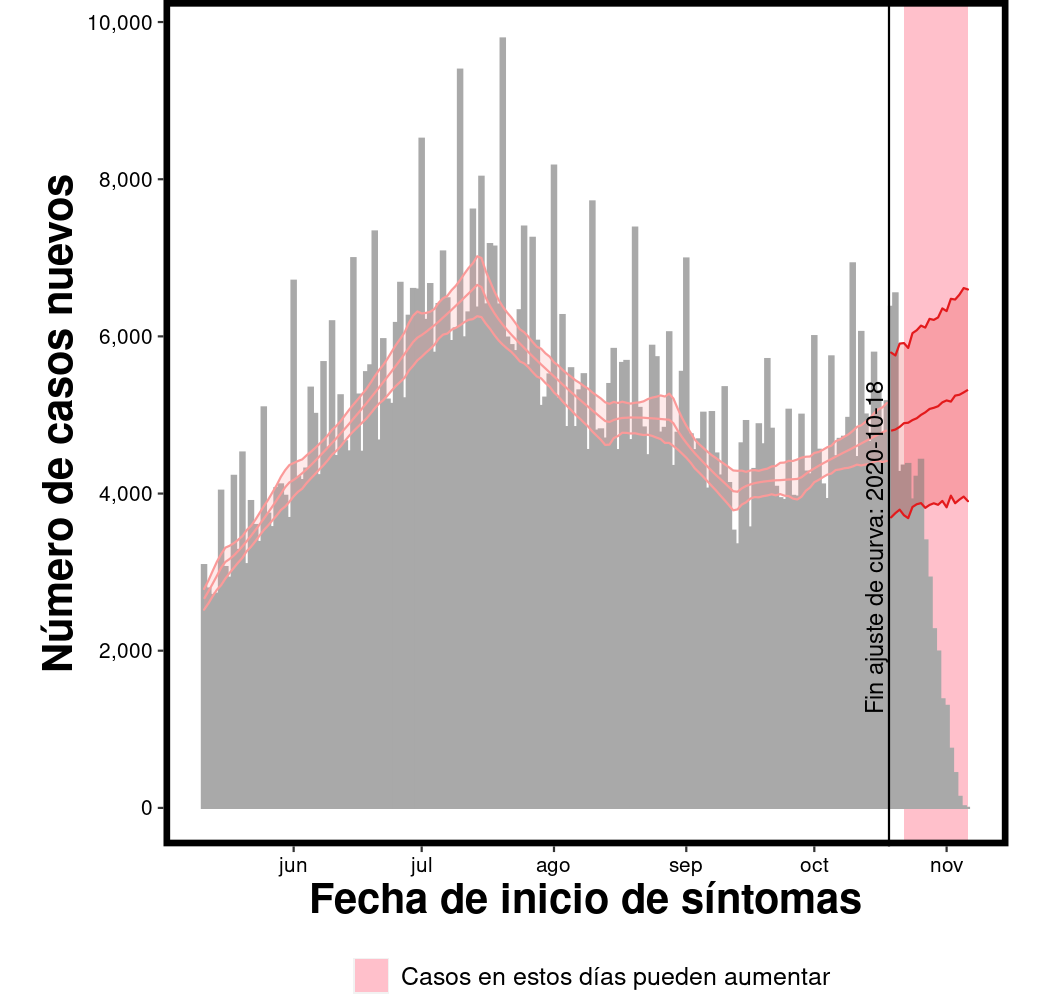 Número de casos nuevos
10,000
8,000
6,000
4,000
2,000
0
Fin ajuste de curva: 2020-10-18
jun jul ago sep oct nov
Fecha de inicio de síntomas
Casos en estos días pueden aumentar